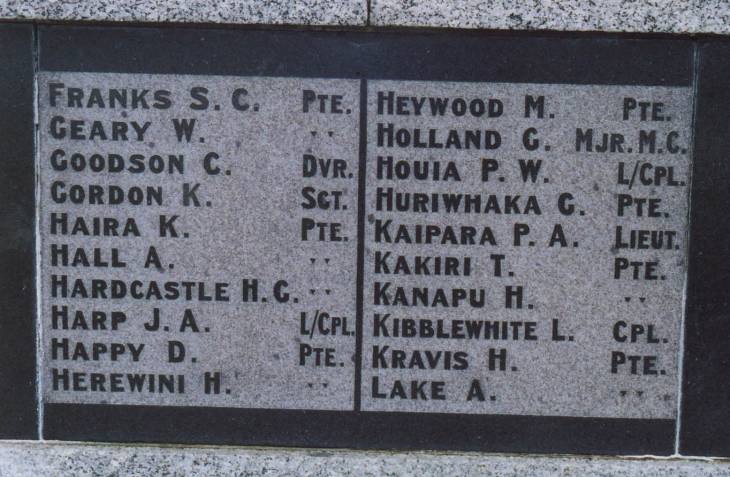 FRANKS S. C. PTE.
GEARY W. "
GOODSON C. DVR.
GORDON K. SGT.
HAIRA K. PTE.
HALL A. "
HARDCASTLE H. G. "
HARP J. A. L/CPL.
HAPPY D. PTE.
HEREWINI H. "
HEYWOOD M. PTE.
HOLLAND G. MJR. M.C.
HOUIA P. W. L/CPL.
HURIWHAKA G. PTE.
KAIPARA P. A. LIEUT.
KAKIRI T. PTE.
KANAPU H. "
KIBBLEWHITE L. CPL.
KRAVIS H. PTE.
LAKE A. "